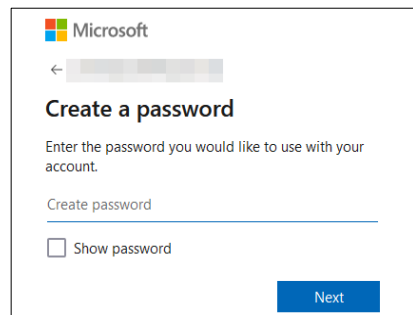 Microsoft
←
Create a password
Enter the password you would like to use with your
account.
Create password
Show password
Next